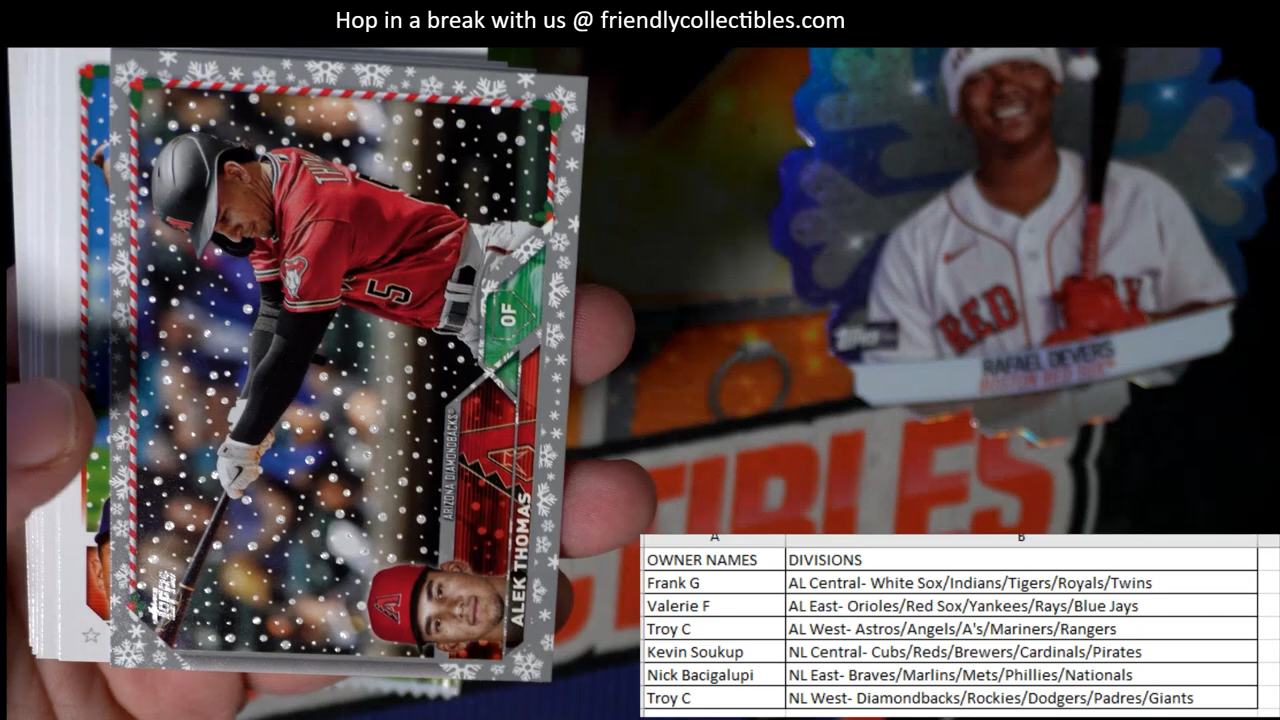 Hop in a break with us @ friendlycollectibles.com
5
OF
ARIZONA DIAMONDBACKS
ALEK THOMAS
Topps
RED
Topps
RAFAEL DEVERS
BOSTON RED SOX
TIBLES
A B
OWNER NAMES DIVISIONS
Frank G AL Central- White Sox/Indians/Tigers/Royals/Twins
Valerie F AL East- Orioles/Red Sox/Yankees/Rays/Blue Jays
Troy C AL West- Astros/Angels/A's/Mariners/Rangers
Kevin Soukup NL Central- Cubs/Reds/Brewers/Cardinals/Pirates
Nick Bacigalupi NL East- Braves/Marlins/Mets/Phillies/Nationals
Troy C NL West- Diamondbacks/Rockies/Dodgers/Padres/Giants